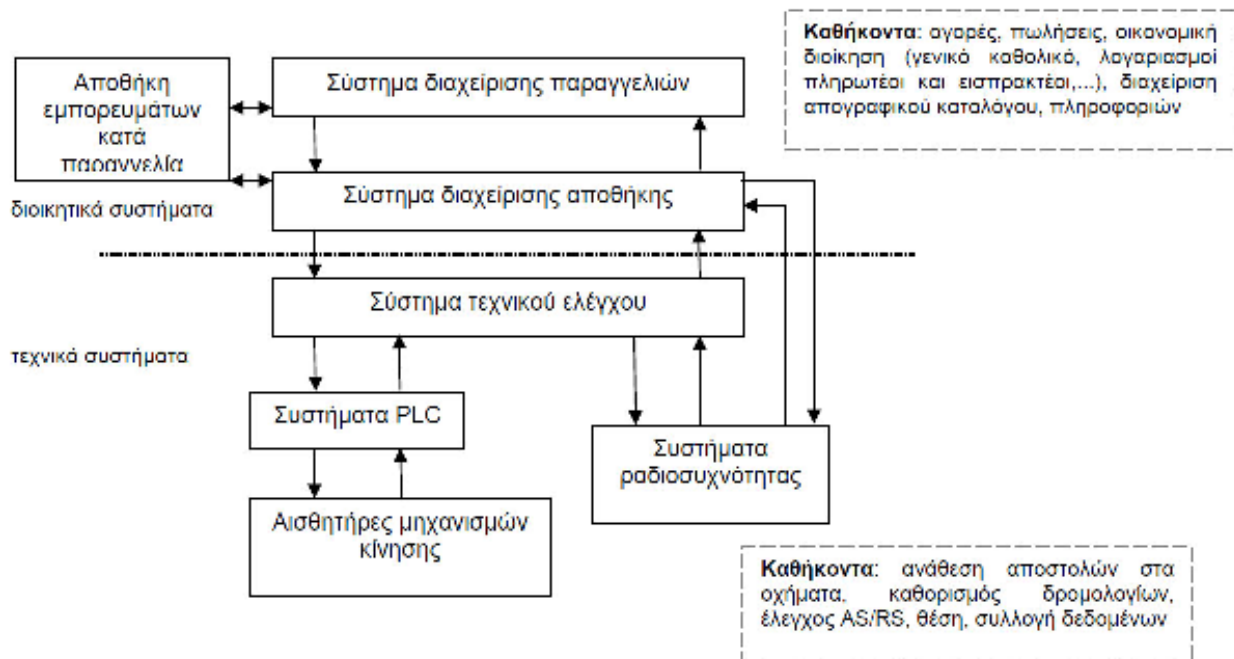 Καθήκοντα: αγορές, πωλήσεις, οικονομική
διοίκηση (γενικό καθολικό, λογαριασμοί
πληρωτέοι και εισπρακτέοι,...), διαχείριση
απογραφικού καταλόγου, πληροφοριών
Αποθήκη
εμπορευμάτων
κατά
παραγγελία
Σύστημα διαχείρισης παραγγελιών
Σύστημα διαχείρισης αποθήκης
διοικητικά συστήματα
Σύστημα τεχνικού ελέγχου
τεχνικά συστήματα
Συστήματα PLC
Συστήματα
ραδιοσυχνότητας
Αισθητήρες μηχανισμών
κίνησης
Καθήκοντα: ανάθεση αποστολών στα
οχήματα, καθορισμός δρομολογίων,
έλεγχος AS/RS, θέση, συλλογή δεδομένων